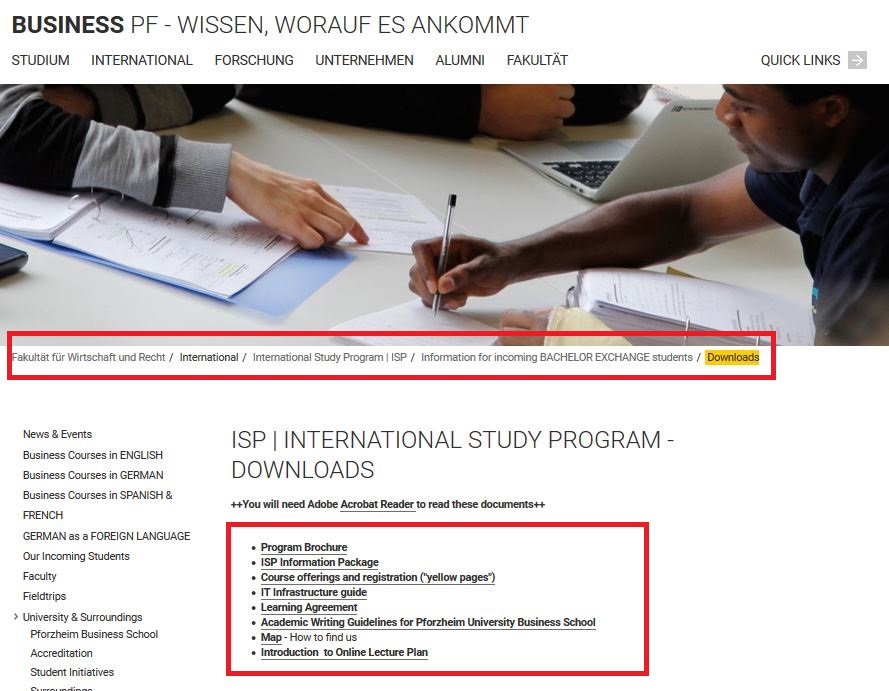 BUSINESS PF - WISSEN, WORAUF ES ANKOMMT
STUDIUM INTERNATIONAL FORSCHUNG UNTERNEHMEN ALUMNI FAKULTÄT QUICK LINKS
Fakultät für Wirtschaft und Recht / International / International Study Program | ISP / Information for incoming BACHELOR EXCHANGE students / Downloads
News & Events
Business Courses in ENGLISH
Business Courses in GERMAN
Business Courses in SPANISH &
FRENCH
GERMAN as a FOREIGN LANGUAGE
Our Incoming Students
Faculty
Fieldtrips
University & Surroundings
Pforzheim Business School
Accreditation
Student Initiatives
Surroundings
ISP | INTERNATIONAL STUDY PROGRAM -
DOWNLOADS
++You will need Adobe Acrobat Reader to read these documents++
• Program Brochure
• ISP Information Package
• Course offerings and registration ("yellow pages")
• IT Infrastructure guide
• Learning Agreement
• Academic Writing Guidelines for Pforzheim University Business School
• Map - How to find us
• Introduction to Online Lecture Plan